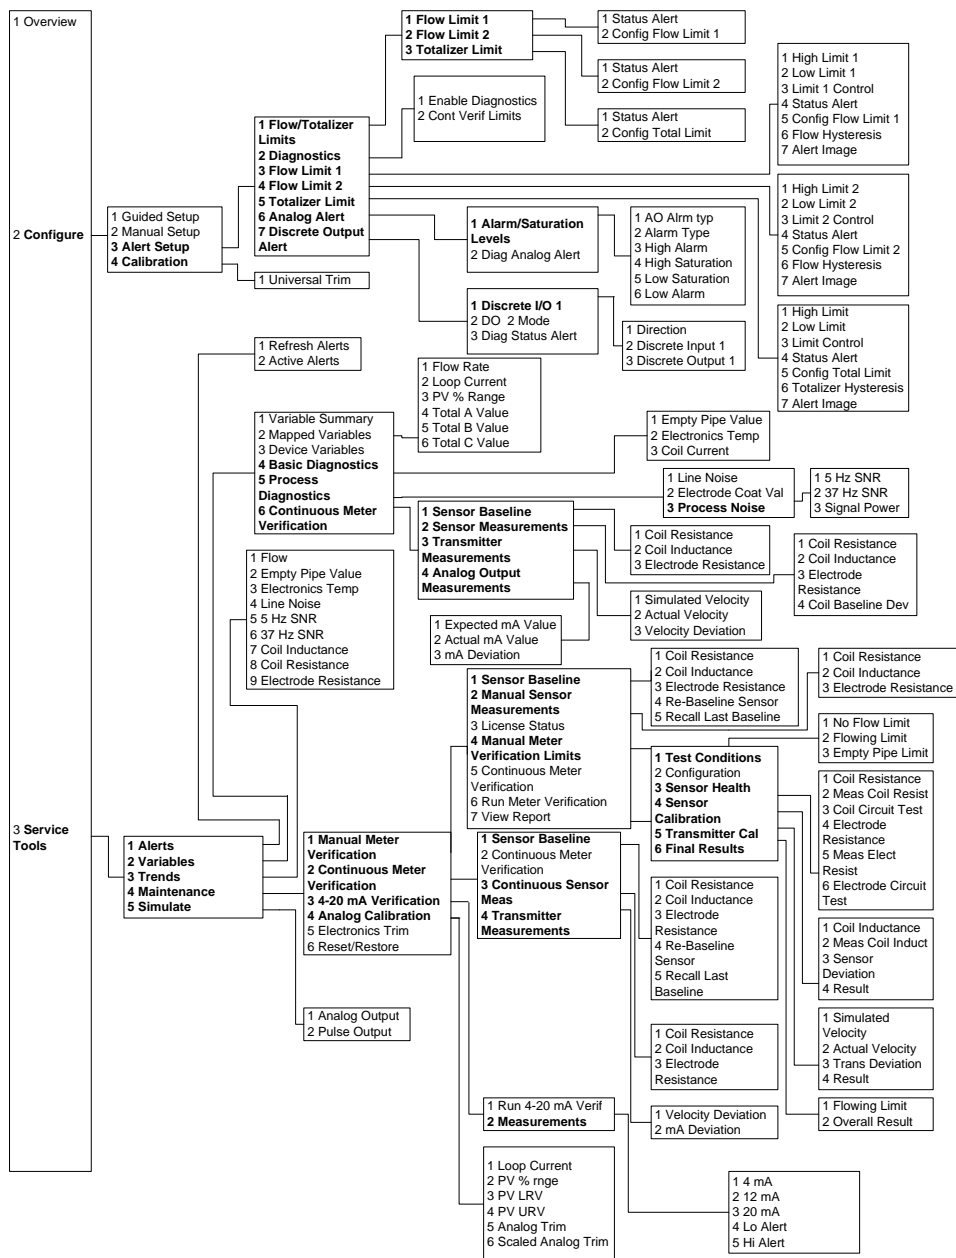 1 Overview
2 Configure
3 Service
Tools
1 Guided Setup
2 Manual Setup
3 Alert Setup
4 Calibration
1 Flow/Totalizer
Limits
2 Diagnostics
3 Flow Limit 1
4 Flow Limit 2
5 Totalizer Limit
6 Analog Alert
7 Discrete Output
Alert
1 Universal Trim
1 Flow Limit 1
2 Flow Limit 2
3 Totalizer Limit
1 Status Alert
2 Config Flow Limit 1
1 Status Alert
2 Config Flow Limit 2
1 Status Alert
2 Config Total Limit
1 Enable Diagnostics
2 Cont Verif Limits
1 High Limit 1
2 Low Limit 1
3 Limit 1 Control
4 Status Alert
5 Config Flow Limit 1
6 Flow Hysteresis
7 Alert Image
1 High Limit 2
2 Low Limit 2
3 Limit 2 Control
4 Status Alert
5 Config Flow Limit 2
6 Flow Hysteresis
7 Alert Image
1 High Limit
2 Low Limit
3 Limit Control
4 Status Alert
5 Config Total Limit
6 Totalizer Hysteresis
7 Alert Image
1 Alarm/Saturation
Levels
2 Diag Analog Alert
1 AO Alrm typ
2 Alarm Type
3 High Alarm
4 High Saturation
5 Low Saturation
6 Low Alarm
1 Discrete I/O 1
2 DO 2 Mode
3 Diag Status Alert
1 Direction
2 Discrete Input 1
3 Discrete Output 1
1 Alerts
2 Variables
3 Trends
4 Maintenance
5 Simulate
1 Refresh Alerts
2 Active Alerts
1 Variable Summary
2 Mapped Variables
3 Device Variables
4 Basic Diagnostics
5 Process
Diagnostics
6 Continuous Meter
Verification
1 Flow Rate
2 Loop Current
3 PV % Range
4 Total A Value
5 Total B Value
6 Total C Value
1 Empty Pipe Value
2 Electronics Temp
3 Coil Current
1 Line Noise
2 Electrode Coat Val
3 Process Noise
1 5 Hz SNR
2 37 Hz SNR
3 Signal Power
1 Sensor Baseline
2 Sensor Measurements
3 Transmitter
Measurements
4 Analog Output
Measurements
1 Coil Resistance
2 Coil Inductance
3 Electrode Resistance
1 Coil Resistance
2 Coil Inductance
3 Electrode
Resistance
4 Coil Baseline Dev
1 Simulated Velocity
2 Actual Velocity
3 Velocity Deviation
1 Expected mA Value
2 Actual mA Value
3 mA Deviation
1 Flow
2 Empty Pipe Value
3 Electronics Temp
4 Line Noise
5 5 Hz SNR
6 37 Hz SNR
7 Coil Inductance
8 Coil Resistance
9 Electrode Resistance
1 Manual Meter
Verification
2 Continuous Meter
Verification
3 4-20 mA Verification
4 Analog Calibration
5 Electronics Trim
6 Reset/Restore
1 Sensor Baseline
2 Manual Sensor
Measurements
3 License Status
4 Manual Meter
Verification Limits
5 Continuous Meter
Verification
6 Run Meter Verification
7 View Report
1 Coil Resistance
2 Coil Inductance
3 Electrode Resistance
4 Re-Baseline Sensor
5 Recall Last Baseline
1 Coil Resistance
2 Coil Inductance
3 Electrode Resistance
1 No Flow Limit
2 Flowing Limit
3 Empty Pipe Limit
1 Test Conditions
2 Configuration
3 Sensor Health
4 Sensor
Calibration
5 Transmitter Cal
6 Final Results
1 Coil Resistance
2 Meas Coil Resist
3 Coil Circuit Test
4 Electrode
Resistance
5 Meas Elect
Resist
6 Electrode Circuit
Test
1 Coil Inductance
2 Meas Coil Induct
3 Sensor
Deviation
4 Result
1 Simulated
Velocity
2 Actual Velocity
3 Trans Deviation
4 Result
1 Flowing Limit
2 Overall Result
1 Sensor Baseline
2 Continuous Meter
Verification
3 Continuous Sensor
Meas
4 Transmitter
Measurements
1 Coil Resistance
2 Coil Inductance
3 Electrode
Resistance
4 Re-Baseline
Sensor
5 Recall Last
Baseline
1 Coil Resistance
2 Coil Inductance
3 Electrode
Resistance
1 Velocity Deviation
2 mA Deviation
1 Analog Output
2 Pulse Output
1 Run 4-20 mA Verif
2 Measurements
1 4 mA
2 12 mA
3 20 mA
4 Lo Alert
5 Hi Alert
1 Loop Current
2 PV % rnge
3 PV LRV
4 PV URV
5 Analog Trim
6 Scaled Analog Trim